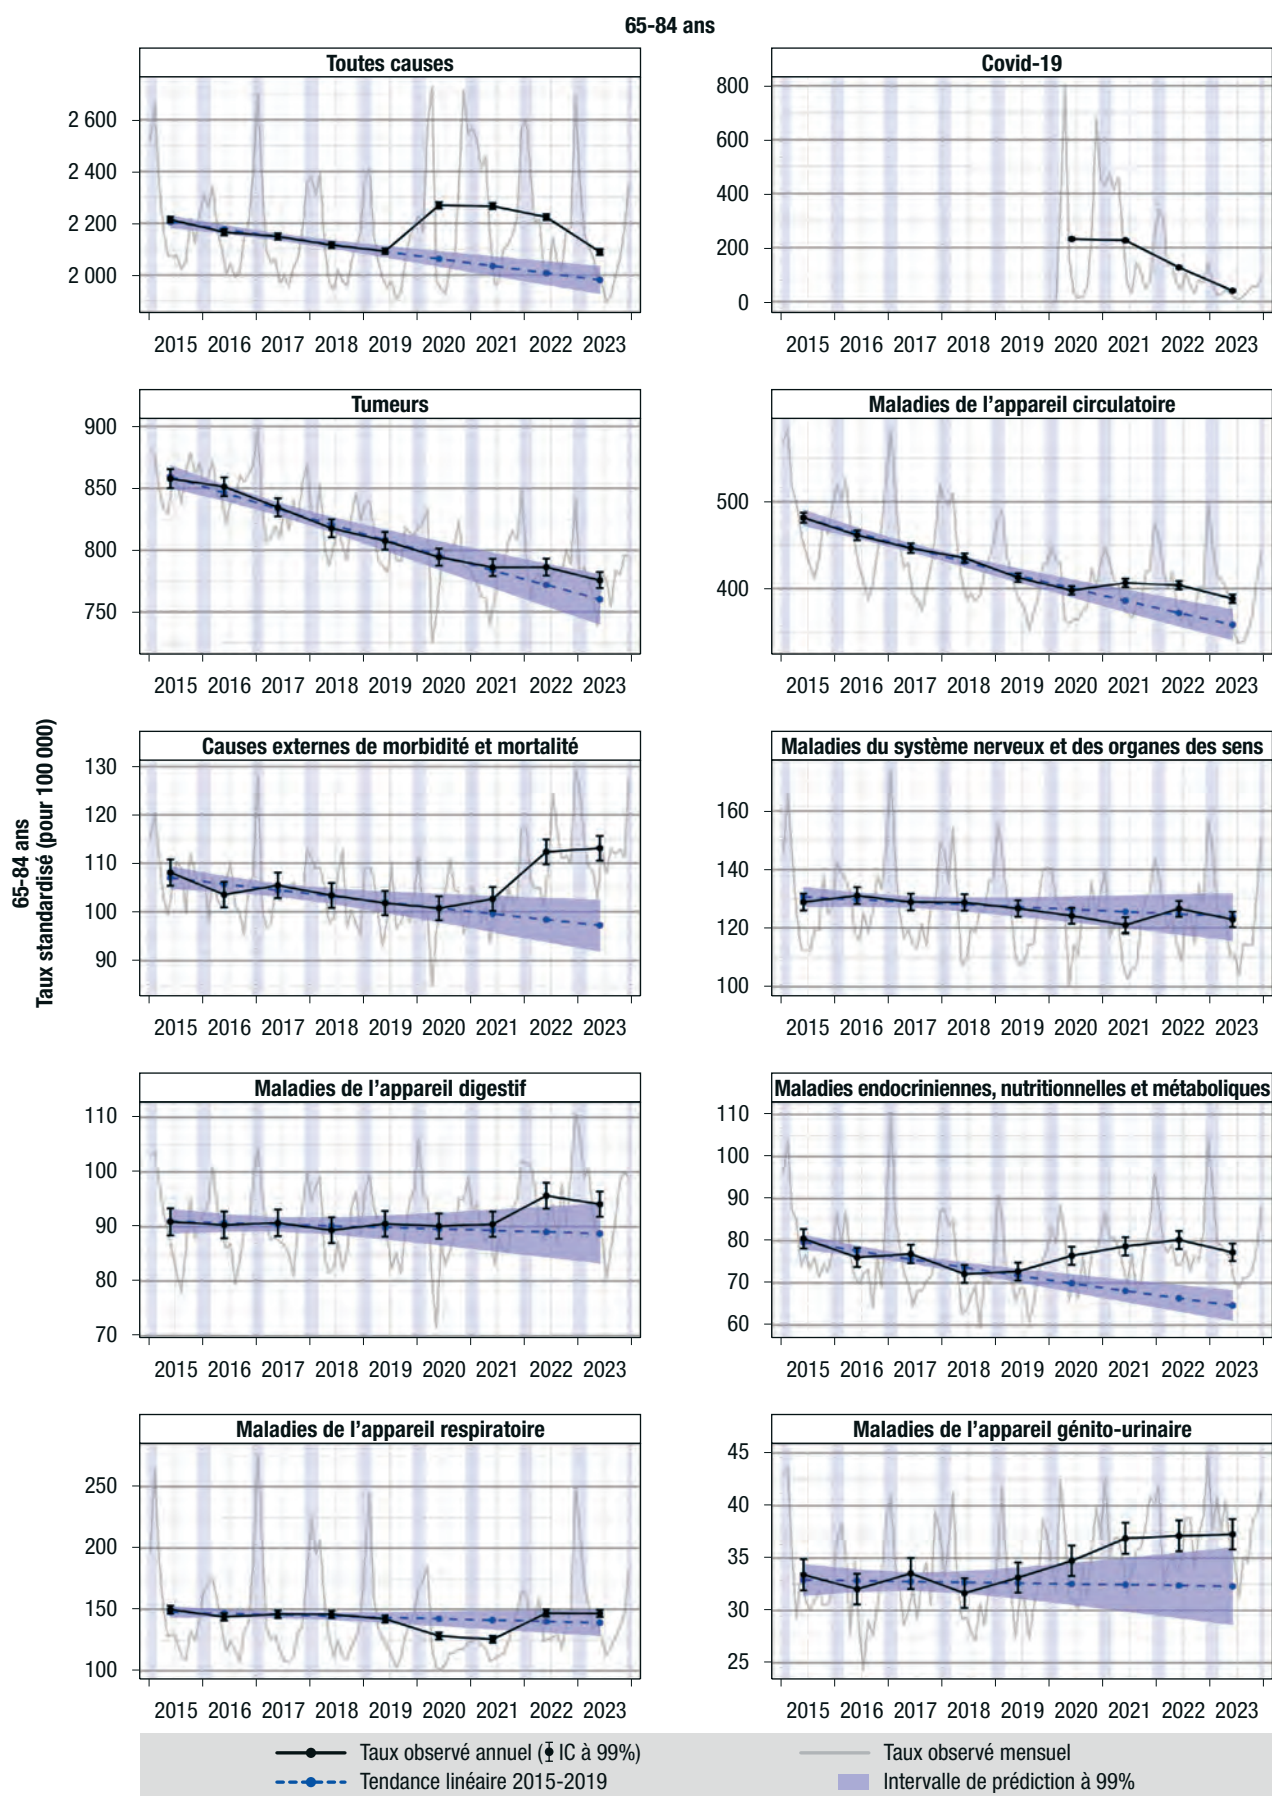 65-84 ans
Toutes causes
2 600
2 400
2 200
2 000
2015 2016 2017 2018 2019 2020 2021 2022 2023
Covid-19
800
600
400
200
0
2015 2016 2017 2018 2019 2020 2021 2022 2023
Tumeurs
900
850
800
750
2015 2016 2017 2018 2019 2020 2021 2022 2023
Maladies de l'appareil circulatoire
500
400
2015 2016 2017 2018 2019 2020 2021 2022 2023
65-84 ans
Taux standardisé (pour 100 000)
Causes externes de morbidité et mortalité
130
120
110
100
90
2015 2016 2017 2018 2019 2020 2021 2022 2023
Maladies du système nerveux et des organes des sens
160
140
120
100
2015 2016 2017 2018 2019 2020 2021 2022 2023
Maladies de l'appareil digestif
110
100
90
80
70
2015 2016 2017 2018 2019 2020 2021 2022 2023
Maladies endocriniennes, nutritionnelles et métaboliques
110
100
90
80
70
60
2015 2016 2017 2018 2019 2020 2021 2022 2023
Maladies de l'appareil respiratoire
250
200
150
100
2015 2016 2017 2018 2019 2020 2021 2022 2023
Maladies de l'appareil génito-urinaire
45
40
35
30
25
2015 2016 2017 2018 2019 2020 2021 2022 2023
Taux observé annuel (IC à 99%)
Taux observé mensuel
Tendance linéaire 2015-2019
Intervalle de prédiction à 99%